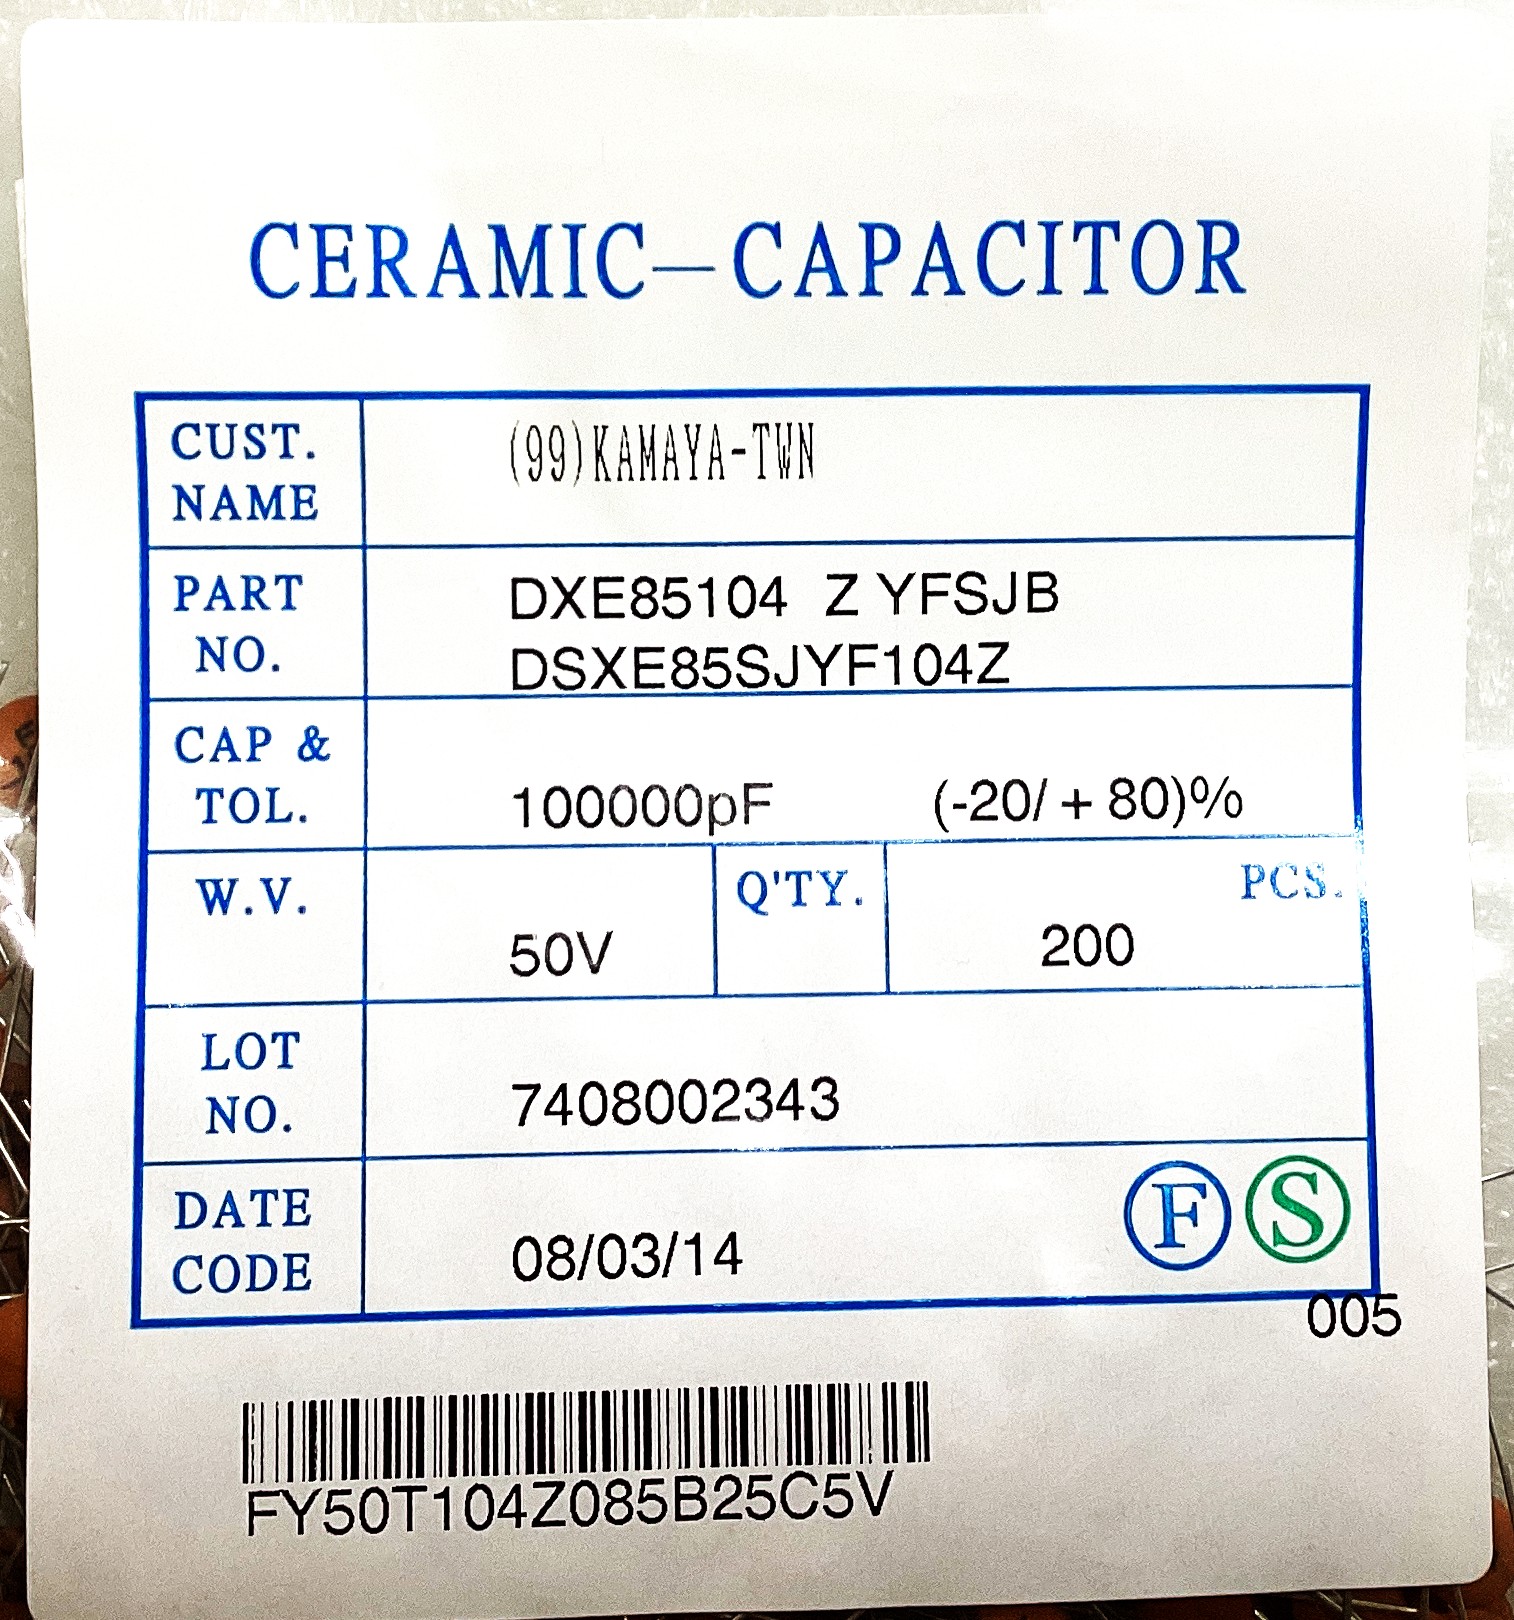 CERAMIC—CAPACITOR
CUST. NAME
(99)KAMAYA-TWN
PART NO.
DXE85104 Z YFSJB
DSXE85SJYF104Z
CAP & TOL.
100000pF (-20/+80)%
W.V.
50V
Q'TY.
PCS.
200
LOT NO.
7408002343
DATE CODE
08/03/14
F S
005
FY50T104Z085B25C5V